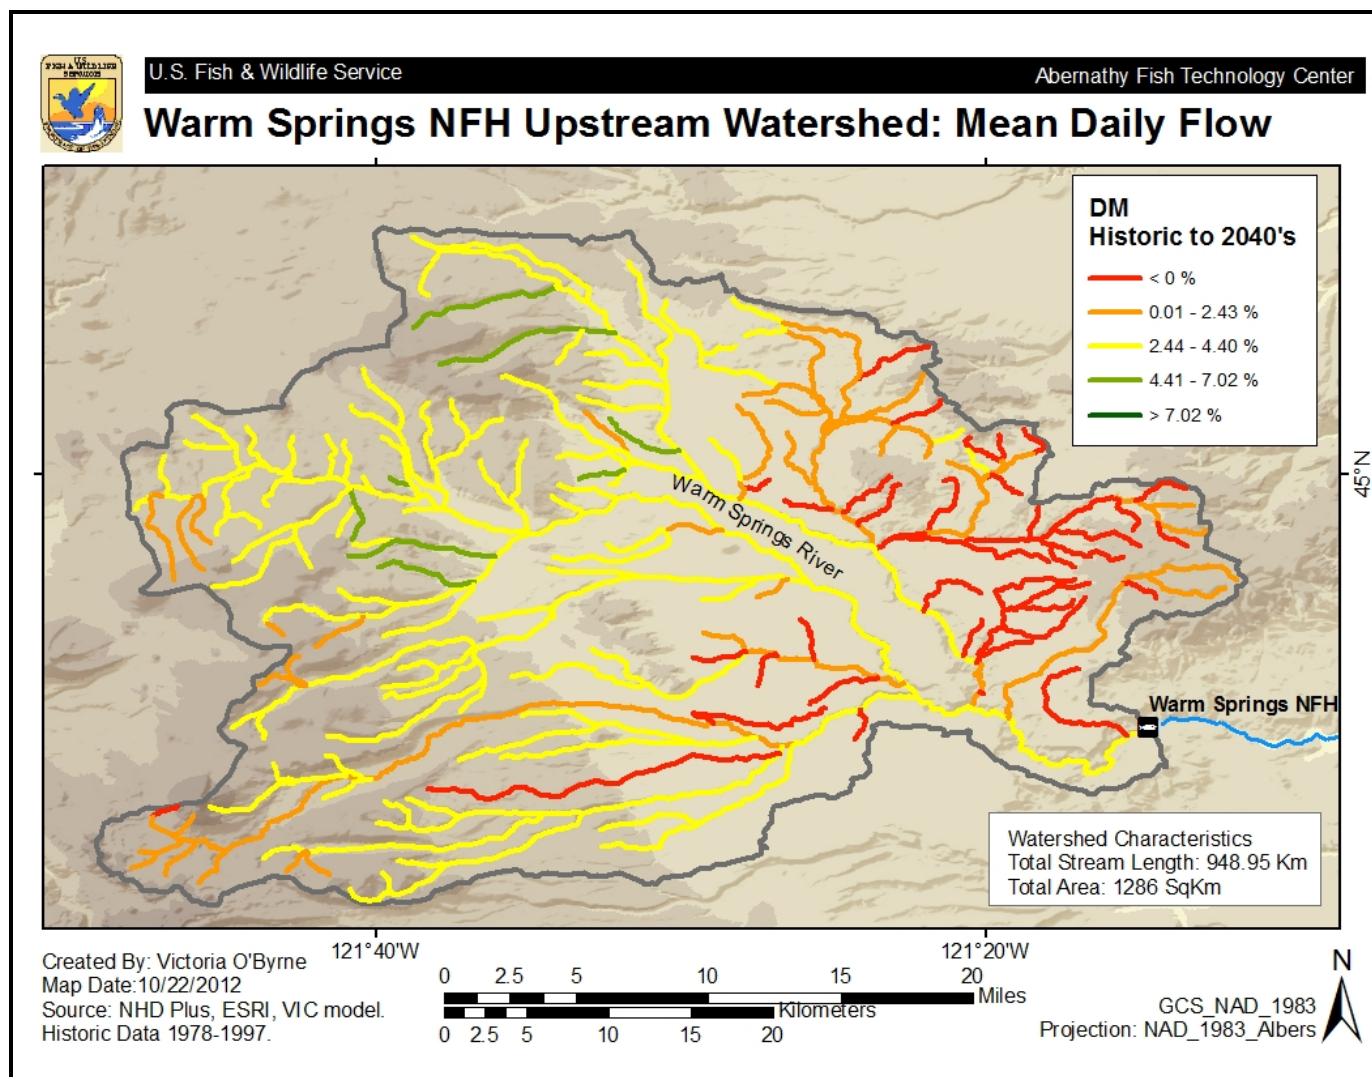 U.S.
FISH & WILDLIFE
SERVICE
U.S. Fish & Wildlife Service
Abernathy Fish Technology Center
Warm Springs NFH Upstream Watershed: Mean Daily Flow
DM
Historic to 2040's
< 0 %
0.01 - 2.43 %
2.44 - 4.40 %
4.41 - 7.02 %
> 7.02 %
45°N
Warm Springs River
Warm Springs NFH
Watershed Characteristics
Total Stream Length: 948.95 Km
Total Area: 1286 SqKm
121°40'W
121°20'W
Created By: Victoria O'Byrne
Map Date:10/22/2012
Source: NHD Plus, ESRI, VIC model.
Historic Data 1978-1997.
0 2.5 5 10 15 20
Miles
Kilometers
0 2.5 5 10 15 20
N
GCS_NAD_1983
Projection: NAD_1983_Albers